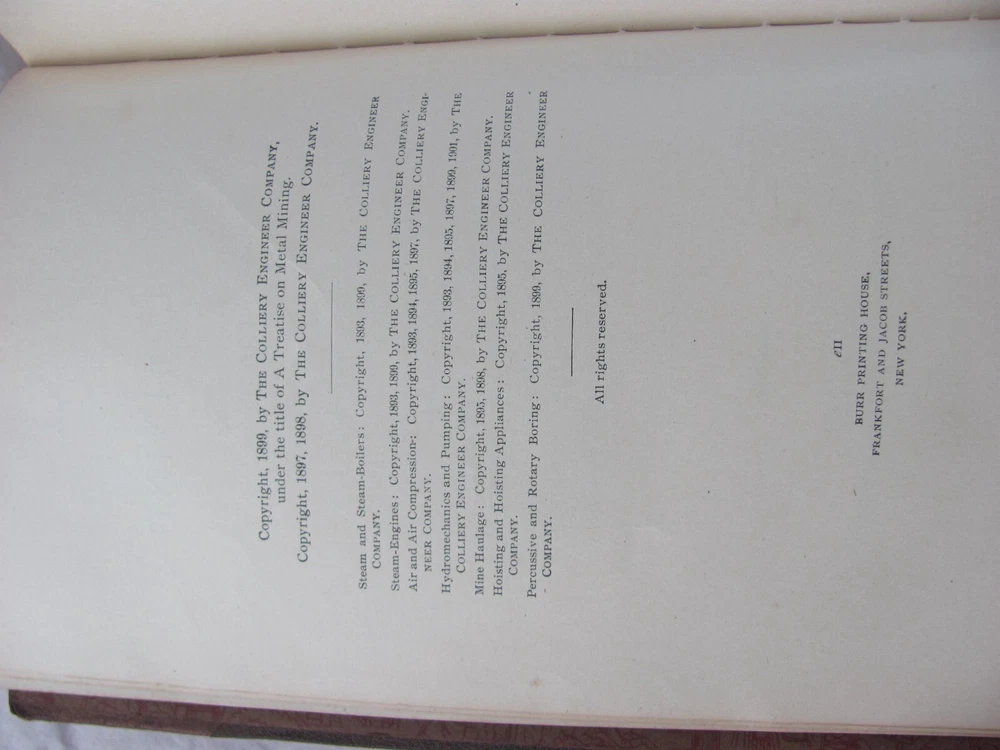 Copyright, 1899, by THE COLLIERY ENGINEER COMPANY,
under the title of A Treatise on Metal Mining.
Copyright, 1897, 1898, by THE COLLIERY ENGINEER COMPANY.
Steam and Steam-Boilers: Copyright, 1893, 1899, by THE COLLIERY ENGINEER
COMPANY.
Steam-Engines: Copyright, 1893, 1899, by THE COLLIERY ENGINEER COMPANY.
Air and Air Compression: Copyright, 1893, 1894, 1895, 1897, by THE COLLIERY ENGI-
NEER COMPANY.
Hydromechanics and Pumping: Copyright, 1893, 1894, 1895, 1897, 1899, 1901, by THE
COLLIERY ENGINEER COMPANY.
Mine Haulage: Copyright, 1895, 1898, by THE COLLIERY ENGINEER COMPANY.
Hoisting and Hoisting Appliances: Copyright, 1895, by THE COLLIERY ENGINEER
COMPANY.
Percussive and Rotary Boring: Copyright, 1899, by THE COLLIERY ENGINEER
COMPANY.
All rights reserved.
c11
BURR PRINTING HOUSE,
FRANKFORT AND JACOB STREETS,
NEW YORK.